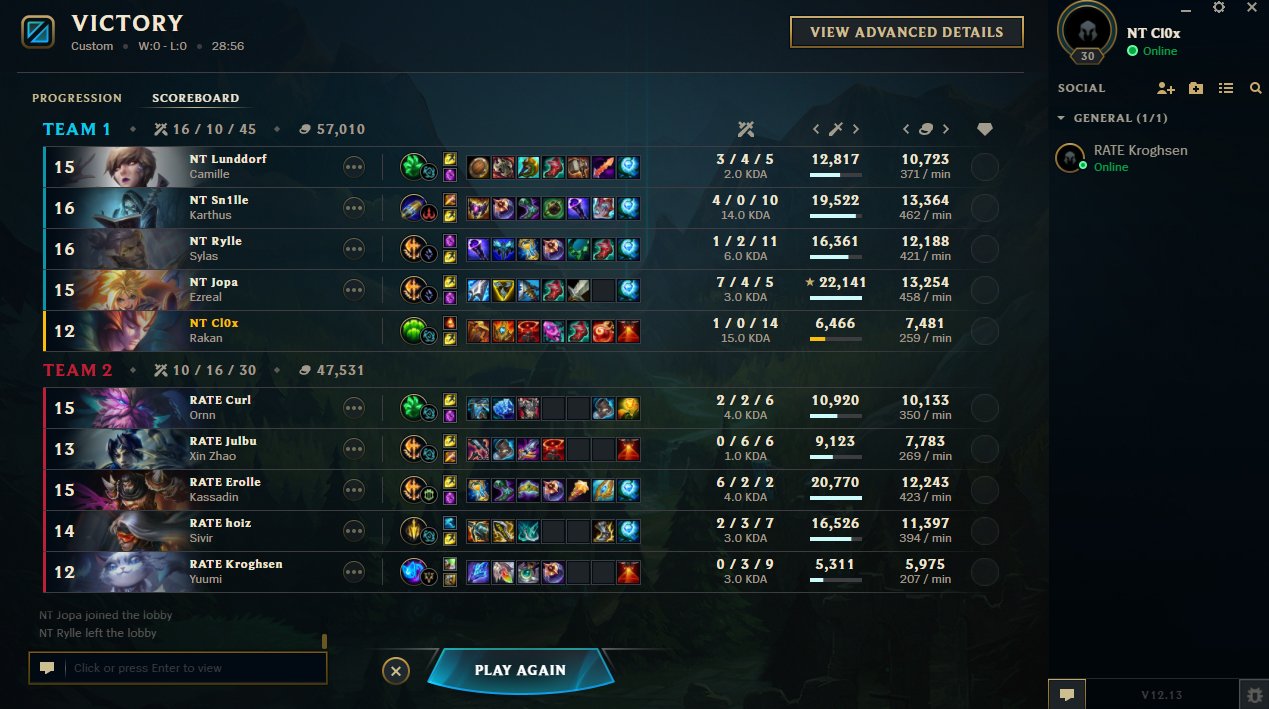 VICTORY
Custom • W:0 - L:0 • 28:56
VIEW ADVANCED DETAILS
PROGRESSION SCOREBOARD
TEAM 1 16 / 10 / 45 57,010
15 NT Lunddorf 3 / 4 / 5 12,817 10,723
Camille 2.0 KDA 371 / min
16 NT Sn1lle 4 / 0 / 10 19,522 13,364
Karthus 14.0 KDA 462 / min
16 NT Rylle 1 / 2 / 11 16,361 12,188
Sylas 6.0 KDA 421 / min
15 NT Jopa 7 / 4 / 5 22,141 13,254
Ezreal 3.0 KDA 458 / min
12 NT Cl0x 1 / 0 / 14 6,466 7,481
Rakan 15.0 KDA 259 / min
TEAM 2 10 / 16 / 30 47,531
15 RATE Curl 2 / 2 / 6 10,920 10,133
Ornn 4.0 KDA 350 / min
13 RATE Julbu 0 / 6 / 6 9,123 7,783
Xin Zhao 1.0 KDA 269 / min
15 RATE Erolle 6 / 2 / 2 20,770 12,243
Kassadin 4.0 KDA 423 / min
14 RATE hoiz 2 / 3 / 7 16,526 11,397
Sivir 3.0 KDA 394 / min
12 RATE Kroghsen 0 / 3 / 9 5,311 5,975
Yuumi 3.0 KDA 207 / min
NT Jopa joined the lobby
NT Rylle left the lobby
Click or press Enter to view
PLAY AGAIN
NT Cl0x
30
Online
SOCIAL
GENERAL (1/1)
RATE Kroghsen
Online
V12.13